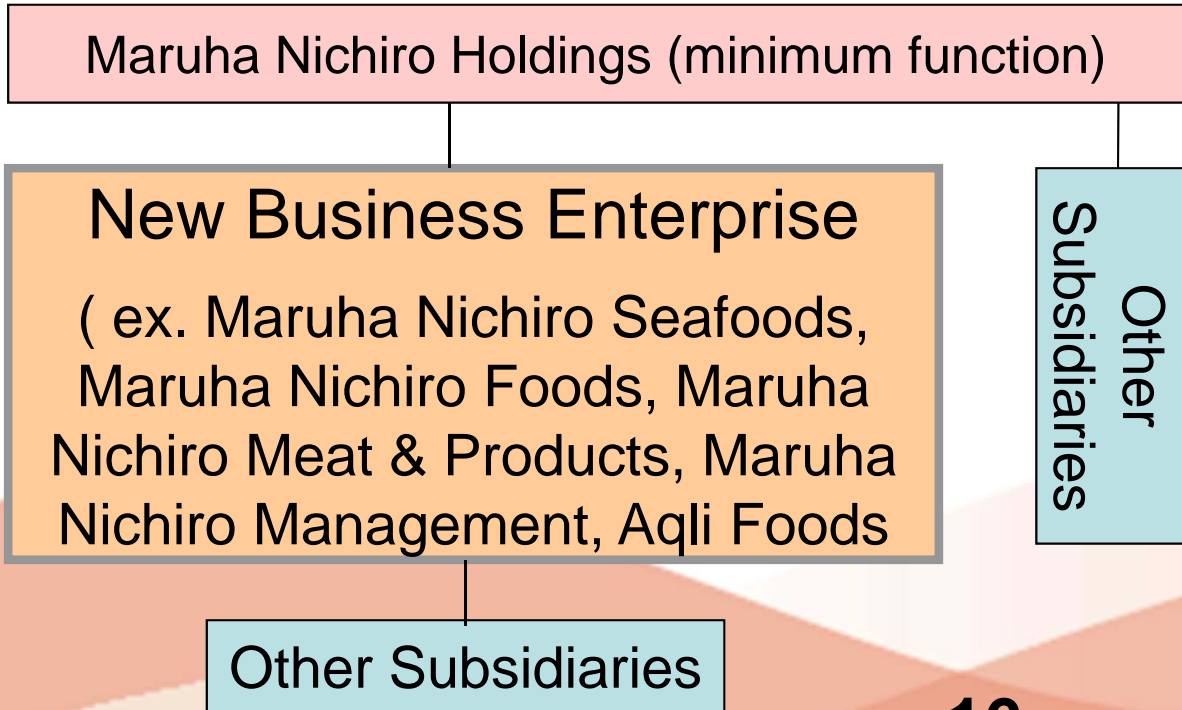 Maruha Nichiro Holdings (minimum function)
New Business Enterprise
( ex. Maruha Nichiro Seafoods,
Maruha Nichiro Foods, Maruha
Nichiro Meat & Products, Maruha
Nichiro Management, Aqli Foods
Other
Subsidiaries
Other Subsidiaries